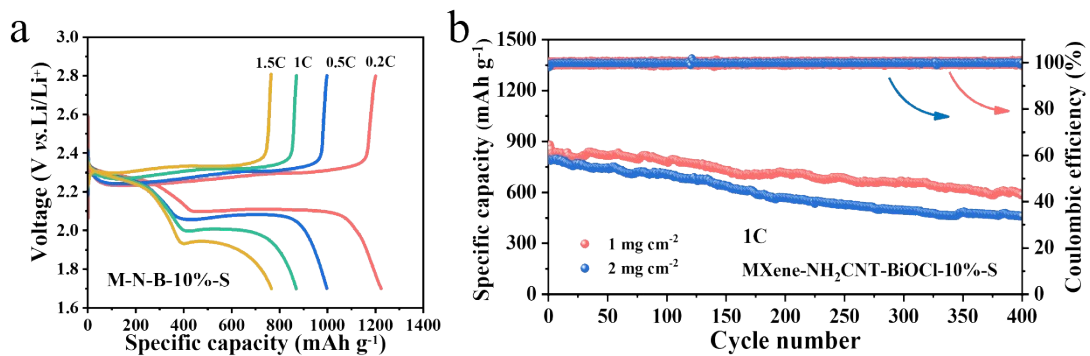 a
3.0
2.8
2.6
2.4
2.2
2.0
1.8
1.6
Voltage (V vs.Li/Li⁺)
1.5C 1C 0.5C 0.2C
M-N-B-10%-S
0 200 400 600 800 1000 1200 1400
Specific capacity (mAh g⁻¹)
b
1500
1200
900
600
300
0
Specific capacity (mAh g⁻¹)
1 mg cm⁻²
2 mg cm⁻²
1C
MXene-NH₂CNT-BiOCl-10%-S
0 50 100 150 200 250 300 350 400
Cycle number
100
80
60
40
20
0
Coulombic efficiency (%)